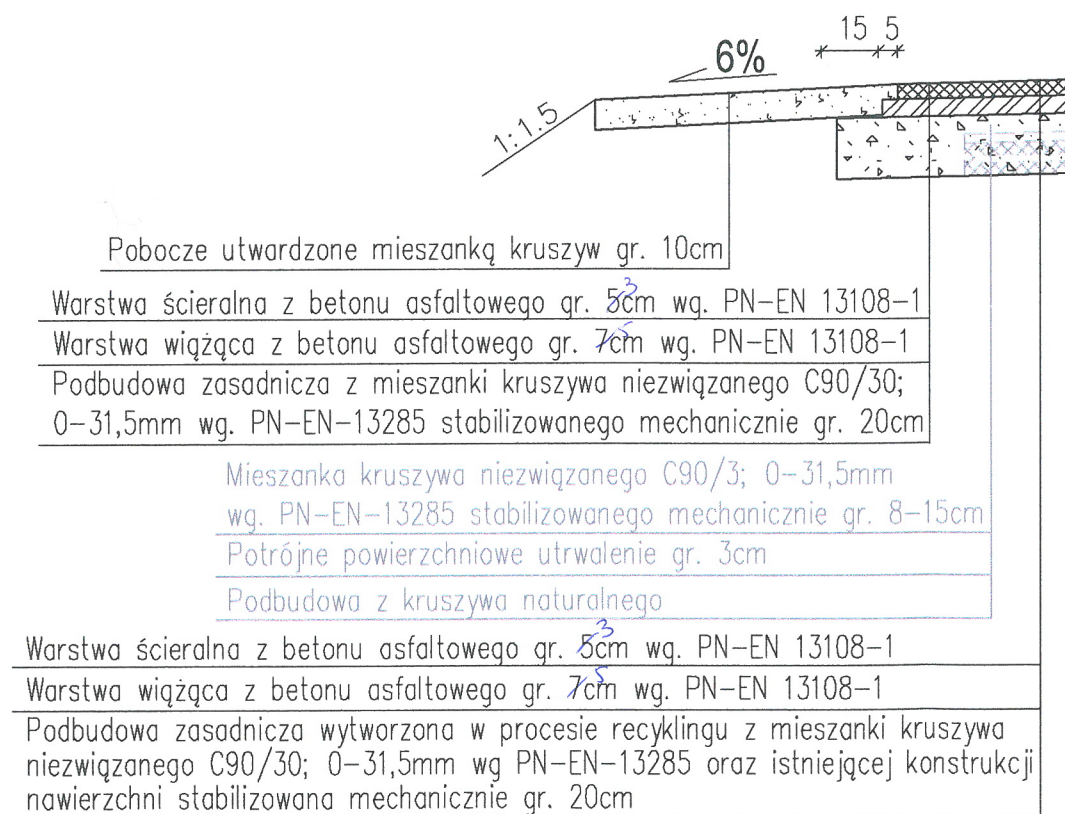 15 5
6%
1:1.5
Pobocze utwardzone mieszanką kruszyw gr. 10cm
Warstwa ścieralna z betonu asfaltowego gr. 5cm 3 wg. PN-EN 13108-1
Warstwa wiążąca z betonu asfaltowego gr. 7cm 5 wg. PN-EN 13108-1
Podbudowa zasadnicza z mieszanki kruszywa niezwiązanego C90/30;
0-31,5mm wg. PN-EN-13285 stabilizowanego mechanicznie gr. 20cm
Mieszanka kruszywa niezwiązanego C90/3; 0-31,5mm
wg. PN-EN-13285 stabilizowanego mechanicznie gr. 8-15cm
Potrójne powierzchniowe utrwalenie gr. 3cm
Podbudowa z kruszywa naturalnego
Warstwa ścieralna z betonu asfaltowego gr. 5cm 3 wg. PN-EN 13108-1
Warstwa wiążąca z betonu asfaltowego gr. 7cm 5 wg. PN-EN 13108-1
Podbudowa zasadnicza wytworzona w procesie recyklingu z mieszanki kruszywa
niezwiązanego C90/30; 0-31,5mm wg PN-EN-13285 oraz istniejącej konstrukcji
nawierzchni stabilizowana mechanicznie gr. 20cm